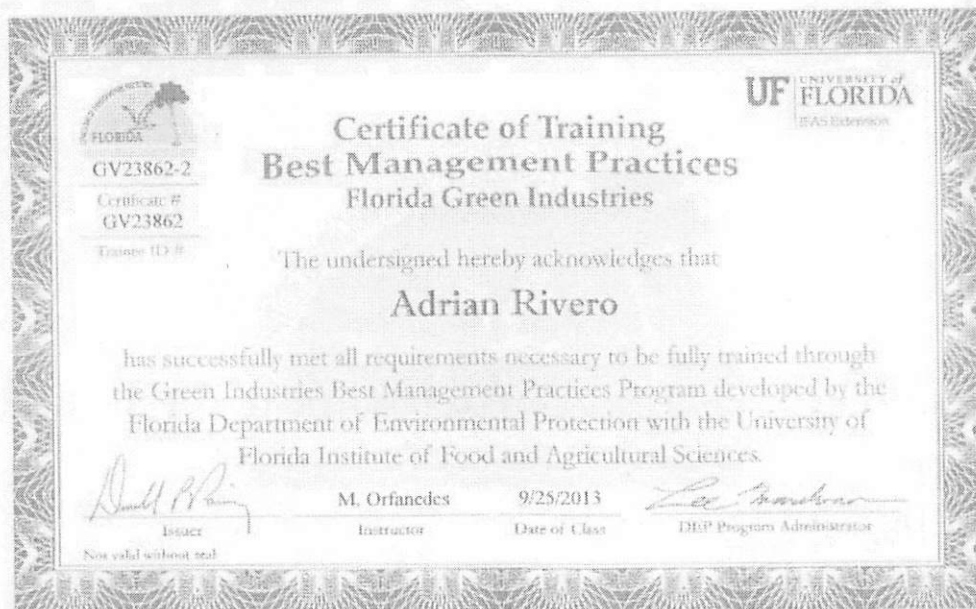 FLORIDA
GV23862-2
Certificate #
GV23862
Trainee ID #
UF UNIVERSITY of
FLORIDA
IFAS Extension
Certificate of Training
Best Management Practices
Florida Green Industries
The undersigned hereby acknowledges that
Adrian Rivero
has successfully met all requirements necessary to be fully trained through
the Green Industries Best Management Practices Program developed by the
Florida Department of Environmental Protection with the University of
Florida Institute of Food and Agricultural Sciences.
M. Orfanedes 9/25/2013
Issuer Instructor Date of Class DEP Program Administrator
Not valid without seal